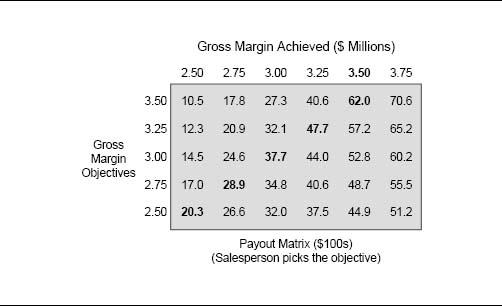 Gross Margin Achieved ($ Millions)
2.50 2.75 3.00 3.25 3.50 3.75
3.50 10.5 17.8 27.3 40.6 62.0 70.6
3.25 12.3 20.9 32.1 47.7 57.2 65.2
Gross
Margin
Objectives
3.00 14.5 24.6 37.7 44.0 52.8 60.2
2.75 17.0 28.9 34.8 40.6 48.7 55.5
2.50 20.3 26.6 32.0 37.5 44.9 51.2
Payout Matrix ($100s)
(Salesperson picks the objective)